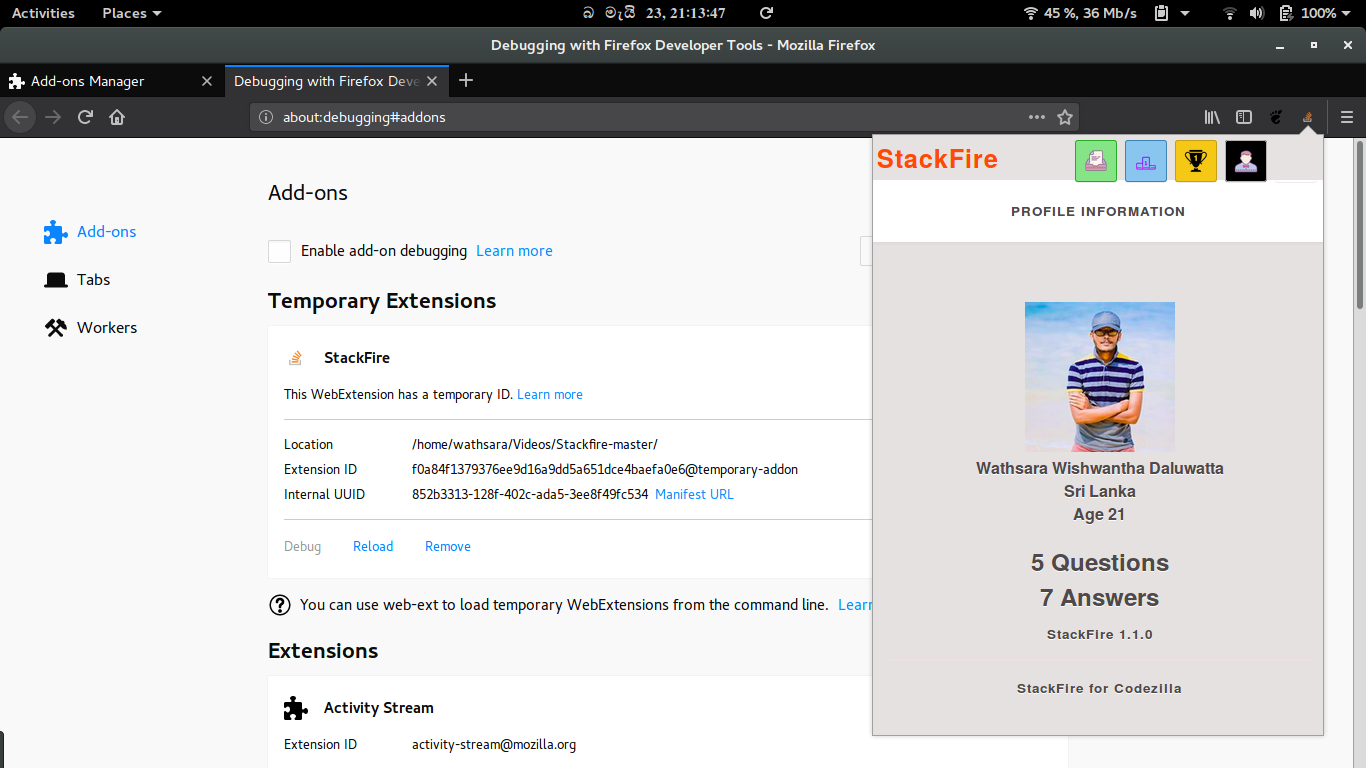 Activities Places බ මැයි 23, 21:13:47 45 %, 36 Mb/s 100%
Debugging with Firefox Developer Tools - Mozilla Firefox
Add-ons Manager Debugging with Firefox Deve
about:debugging#addons
Add-ons
Tabs
Workers
Add-ons
Enable add-on debugging Learn more
Temporary Extensions
StackFire
This WebExtension has a temporary ID. Learn more
Location /home/wathsara/Videos/Stackfire-master/
Extension ID f0a84f1379376ee9d16a9dd5a651dce4baefa0e6@temporary-addon
Internal UUID 852b3313-128f-402c-ada5-3ee8f49fc534 Manifest URL
Debug Reload Remove
You can use web-ext to load temporary WebExtensions from the command line. Learn
Extensions
Activity Stream
Extension ID activity-stream@mozilla.org
StackFire
PROFILE INFORMATION
Wathsara Wishwantha Daluwatta
Sri Lanka
Age 21
5 Questions
7 Answers
StackFire 1.1.0
StackFire for Codezilla